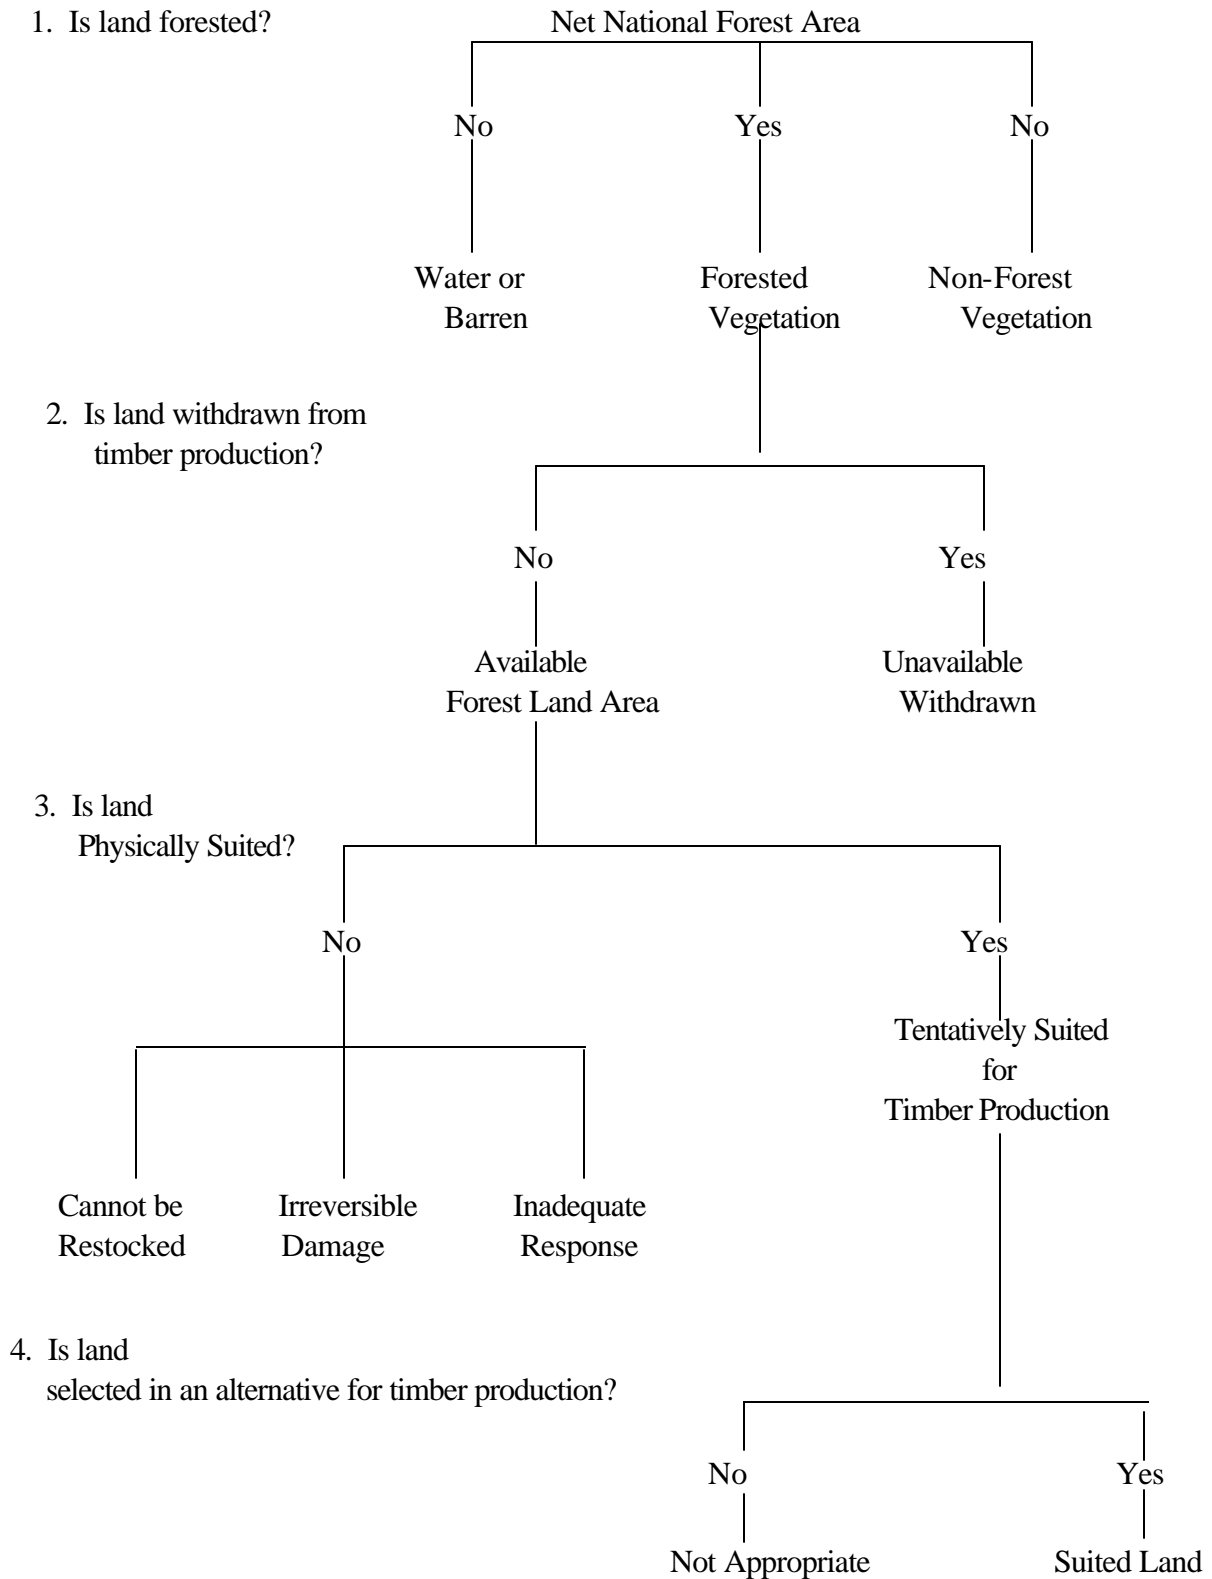 1. Is land forested?
Net National Forest Area
No
Yes
No
Water or
Barren
Forested
Vegetation
Non-Forest
Vegetation
2. Is land withdrawn from
timber production?
No
Yes
Available
Forest Land Area
Unavailable
Withdrawn
3. Is land
Physically Suited?
No
Yes
Tentatively Suited
for
Timber Production
Cannot be
Restocked
Irreversible
Damage
Inadequate
Response
4. Is land
selected in an alternative for timber production?
No
Yes
Not Appropriate
Suited Land